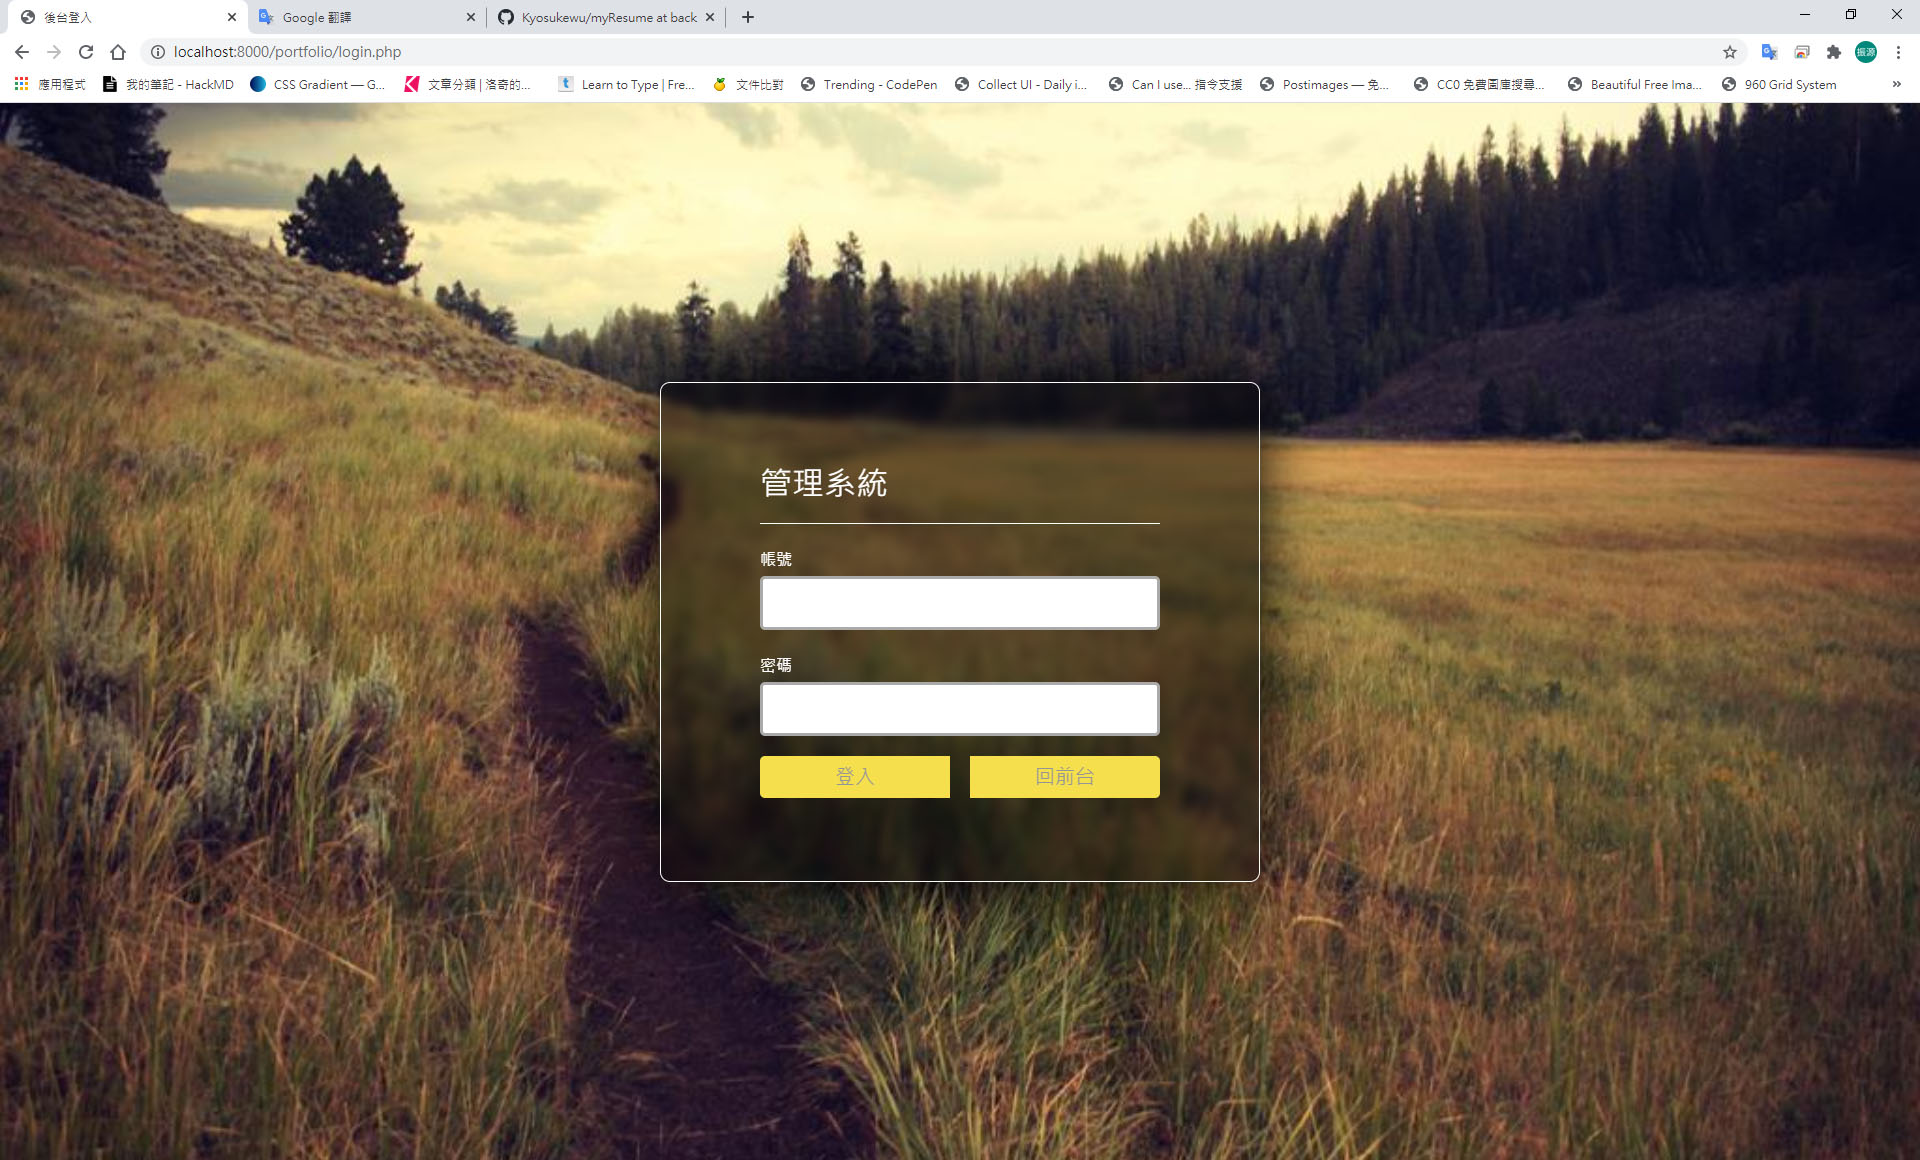 後台登入
Google 翻譯
Kyosukewu/myResume at back
localhost:8000/portfolio/login.php
振源
應用程式
我的筆記 - HackMD
CSS Gradient — G...
文章分類 | 洛奇的...
Learn to Type | Fre...
文件比對
Trending - CodePen
Collect UI - Daily i...
Can I use... 指令支援
Postimages — 免...
CC0 免費圖庫搜尋...
Beautiful Free Ima...
960 Grid System
管理系統
帳號
密碼
登入
回前台